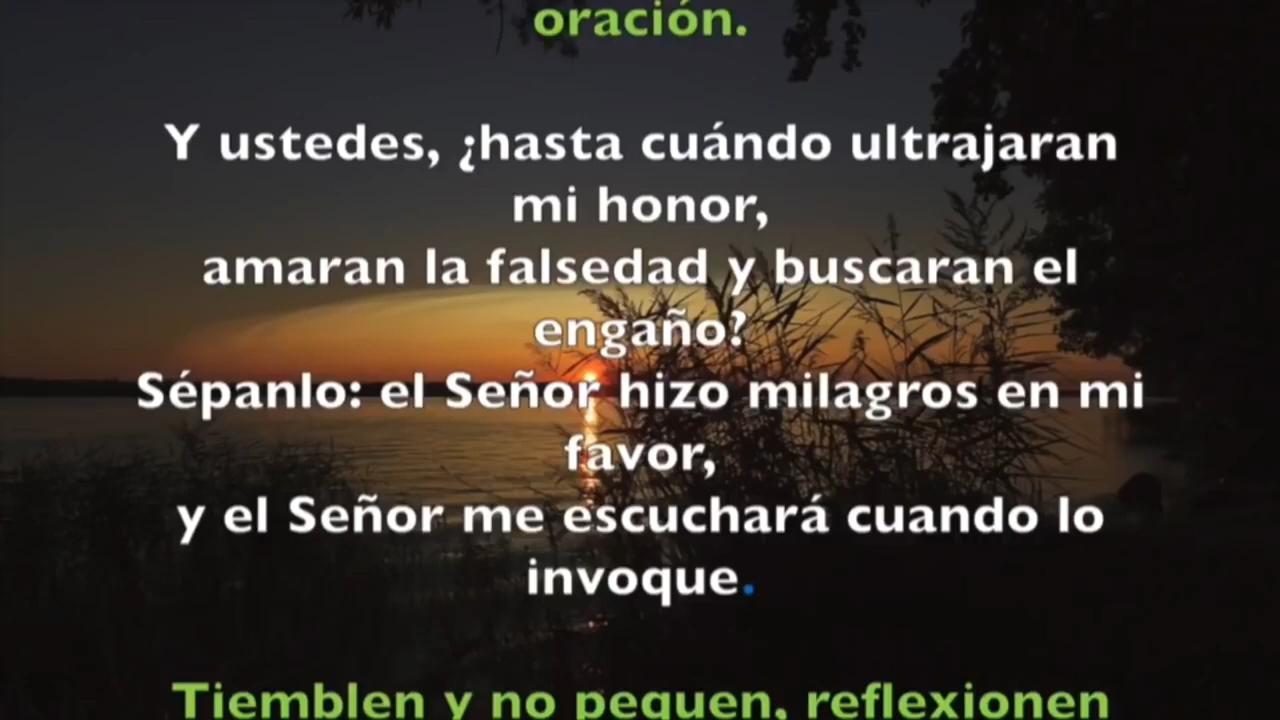 oración.
Y ustedes, ¿hasta cuándo ultrajaran
mi honor,
amaran la falsedad y buscaran el
engaño?
Sépanlo: el Señor hizo milagros en mi
favor,
y el Señor me escuchará cuando lo
invoque.
Tiemblen y no pequen, reflexionen